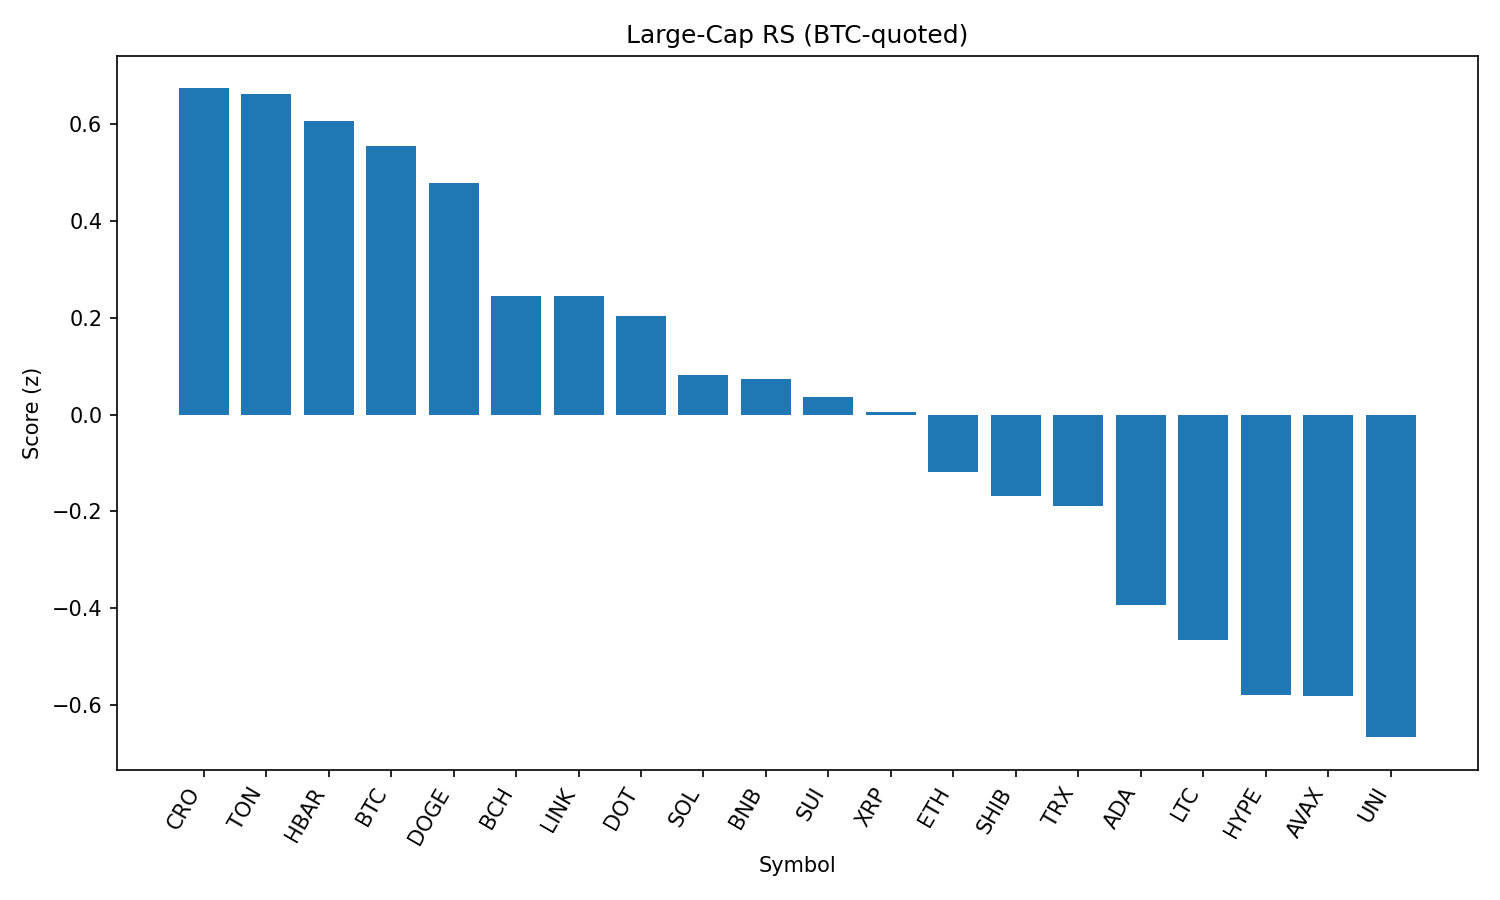 Large-Cap RS (BTC-quoted)
Score (z)
0.6
0.4
0.2
0.0
−0.2
−0.4
−0.6
CRO
TON
HBAR
BTC
DOGE
BCH
LINK
DOT
SOL
BNB
SUI
XRP
ETH
SHIB
TRX
ADA
LTC
HYPE
AVAX
UNI
Symbol